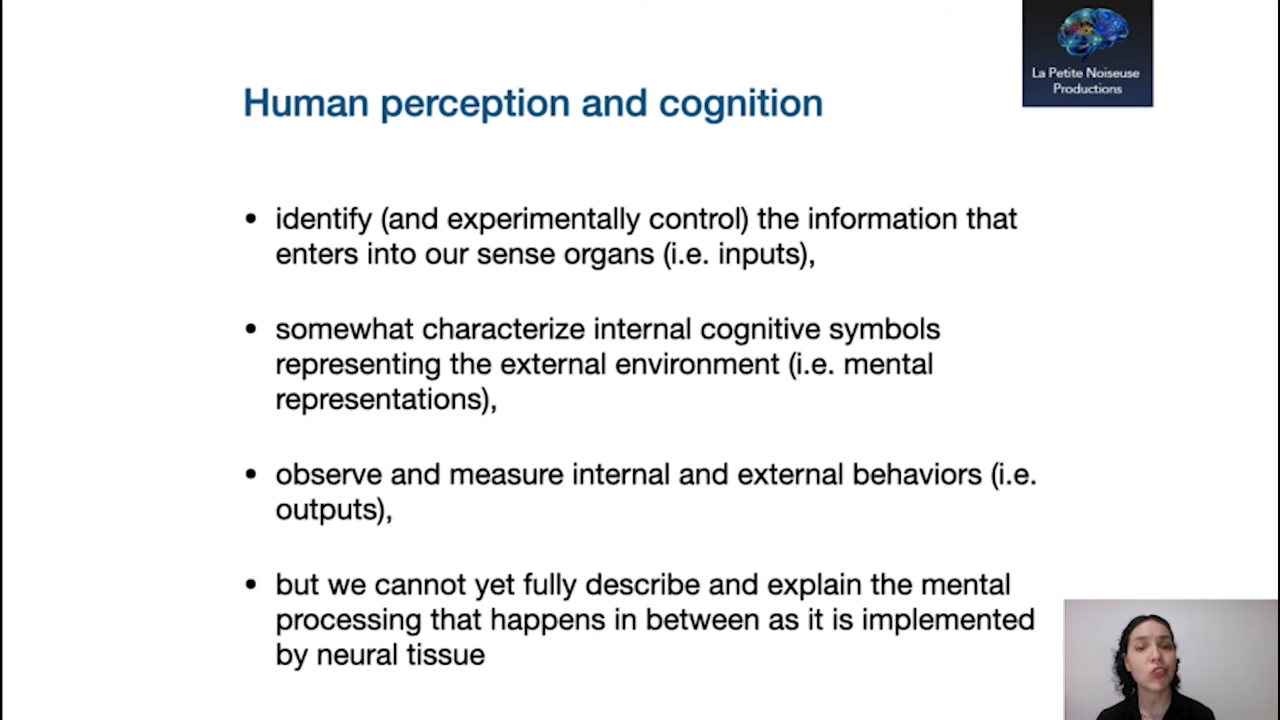 La Petite Noiseuse
Productions
Human perception and cognition
• identify (and experimentally control) the information that
enters into our sense organs (i.e. inputs),
• somewhat characterize internal cognitive symbols
representing the external environment (i.e. mental
representations),
• observe and measure internal and external behaviors (i.e.
outputs),
• but we cannot yet fully describe and explain the mental
processing that happens in between as it is implemented
by neural tissue